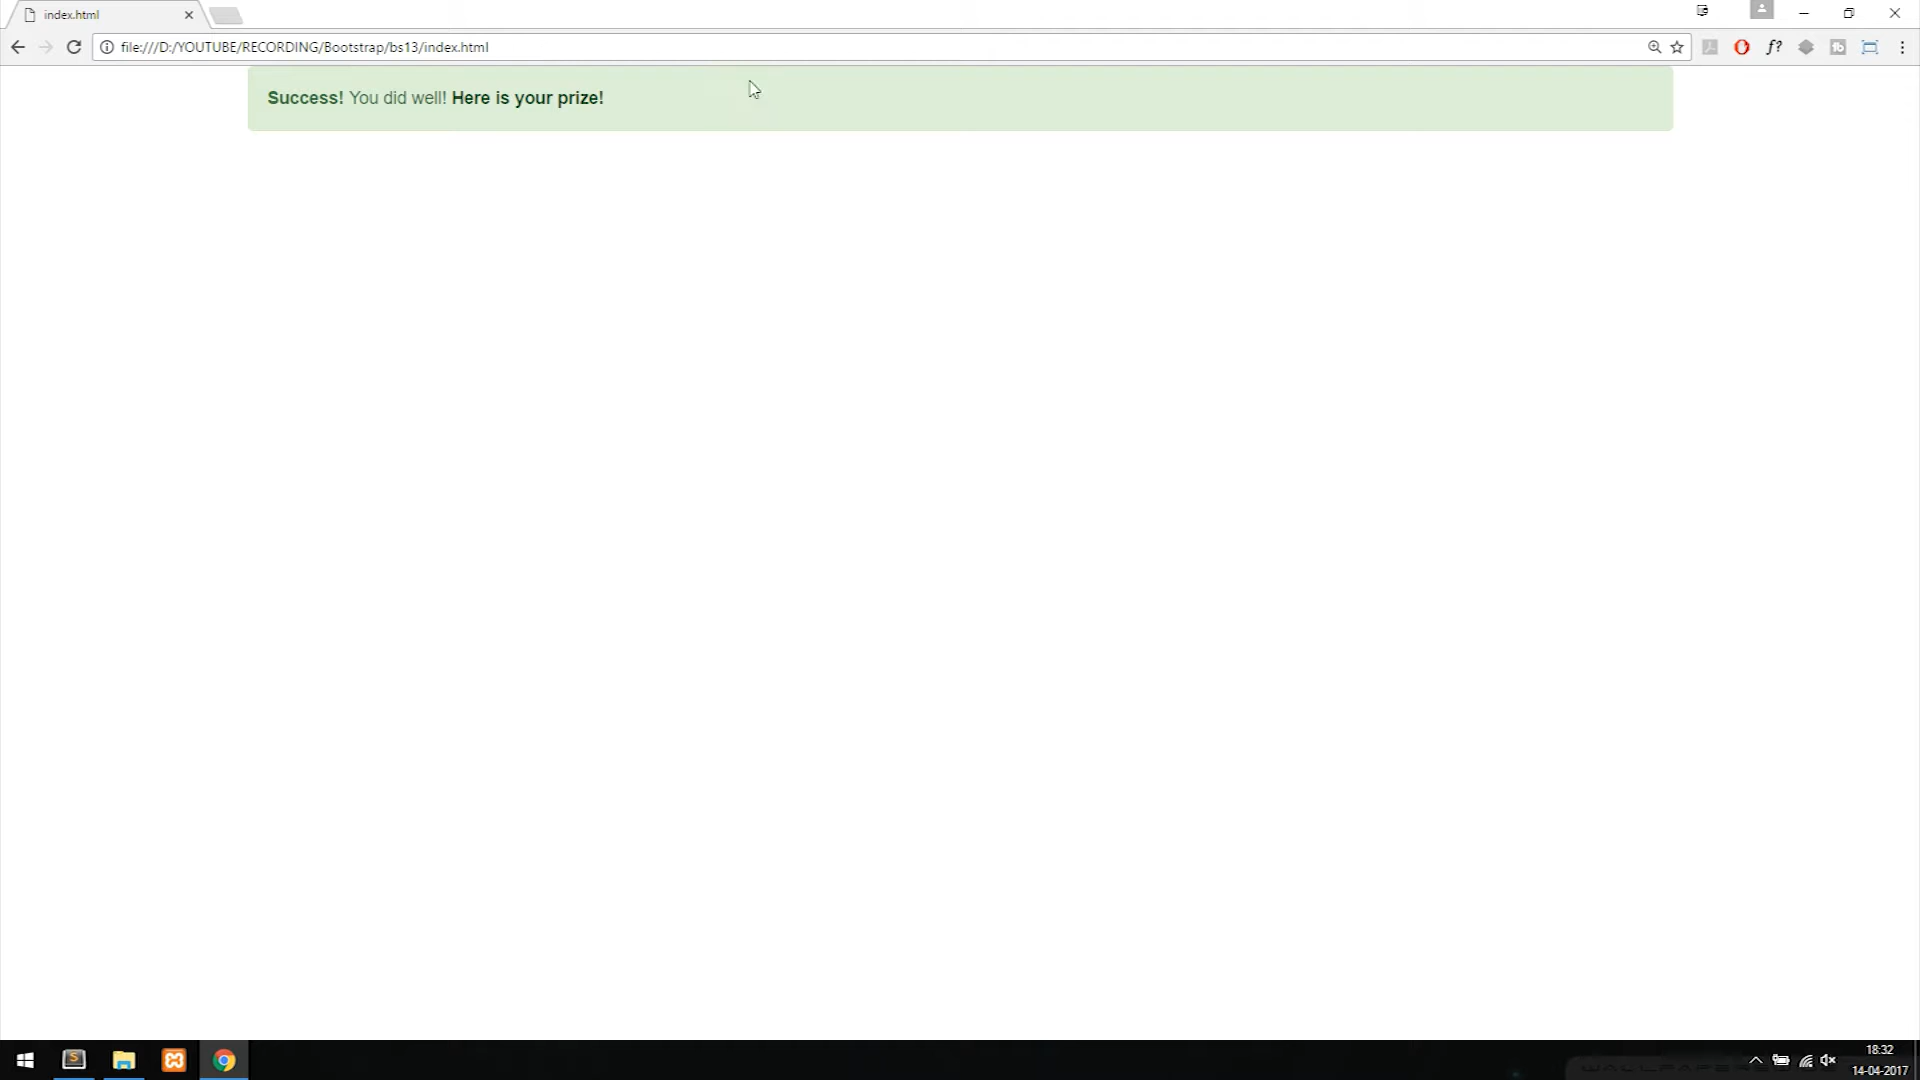 index.html
file:///D:/YOUTUBE/RECORDING/Bootstrap/bs13/index.html
f?
Success! You did well! Here is your prize!
S
18:32
14-04-2017